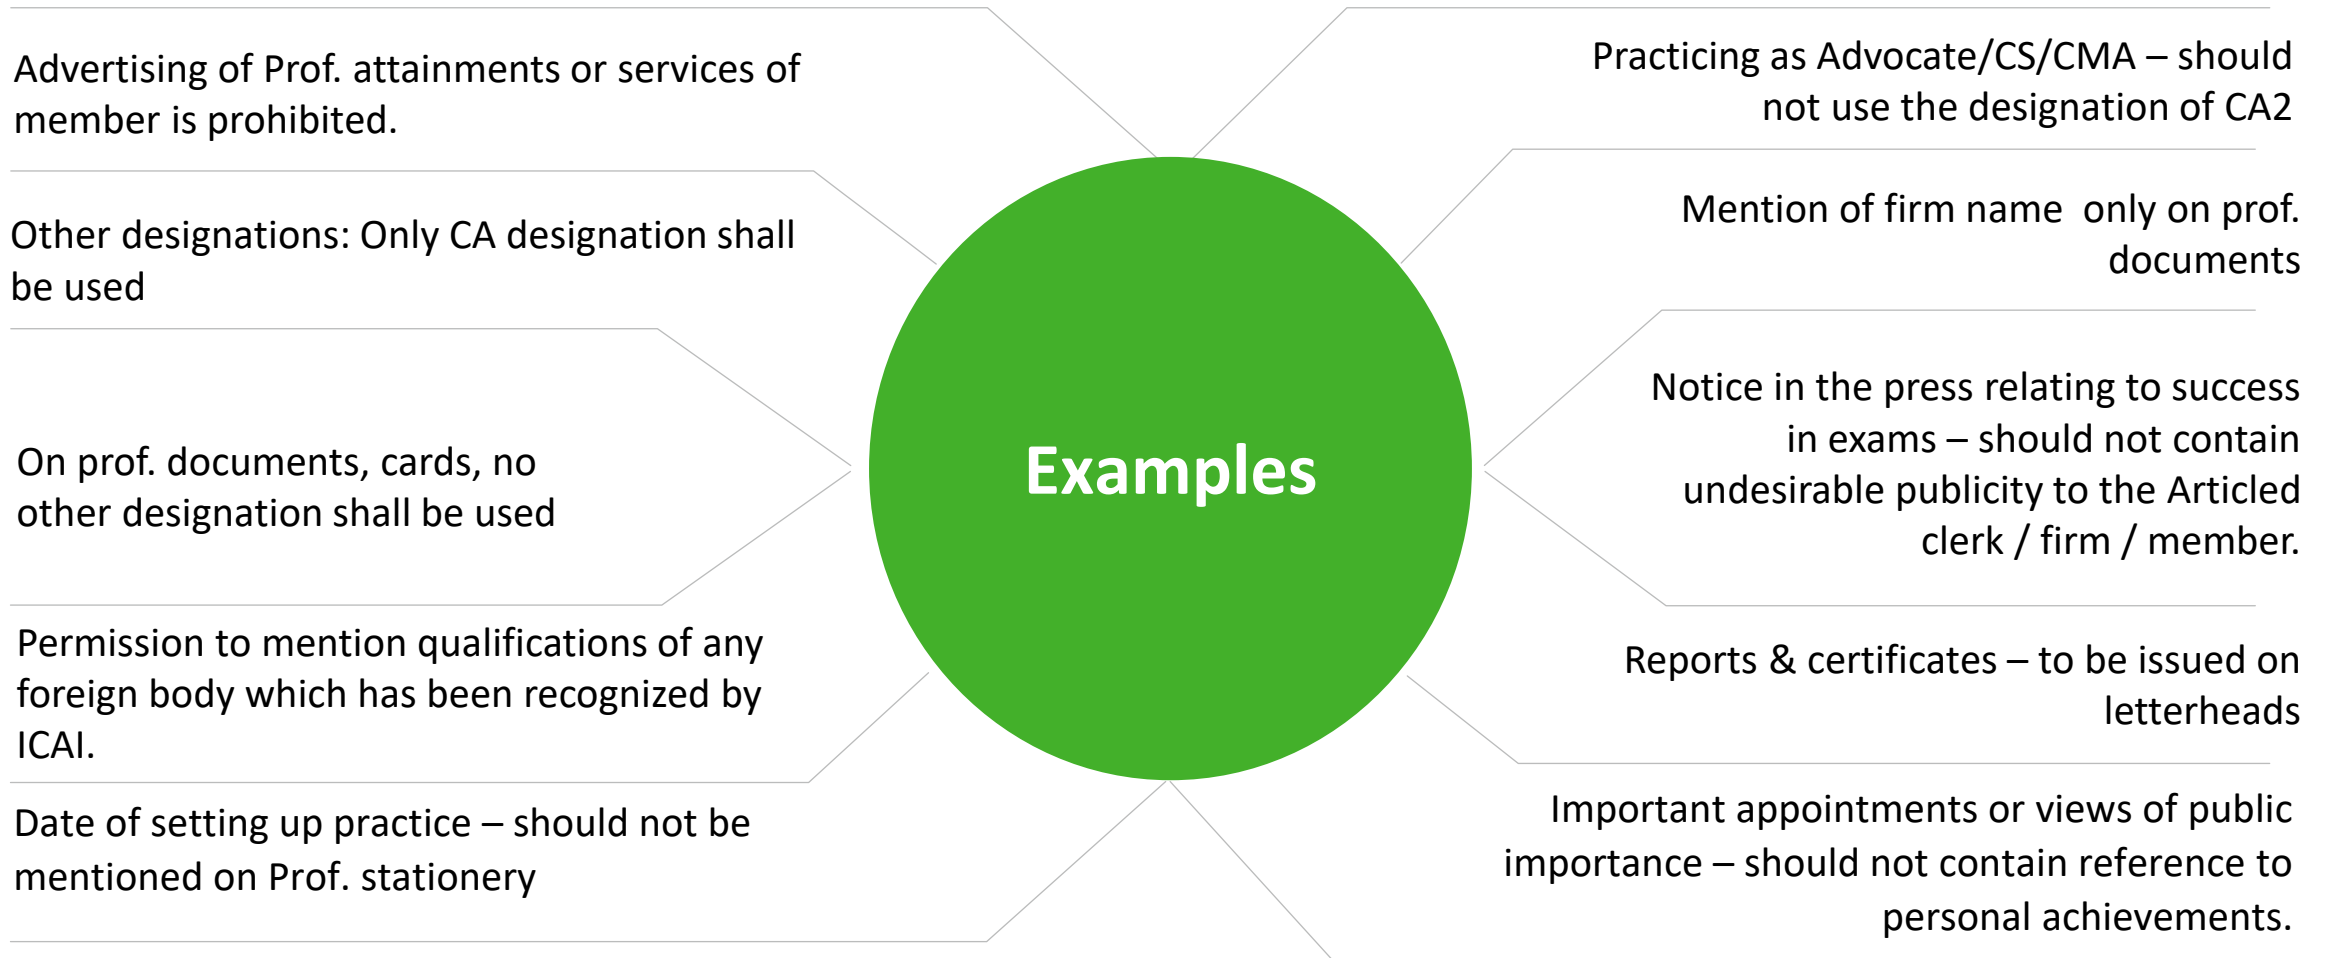 Advertising of Prof. attainments or services of
member is prohibited.
Other designations: Only CA designation shall
be used
On prof. documents, cards, no
other designation shall be used
Permission to mention qualifications of any
foreign body which has been recognized by
ICAI.
Date of setting up practice – should not be
mentioned on Prof. stationery
Examples
Practicing as Advocate/CS/CMA – should
not use the designation of CA2
Mention of firm name only on prof.
documents
Notice in the press relating to success
in exams – should not contain
undesirable publicity to the Articled
clerk / firm / member.
Reports & certificates – to be issued on
letterheads
Important appointments or views of public
importance – should not contain reference to
personal achievements.